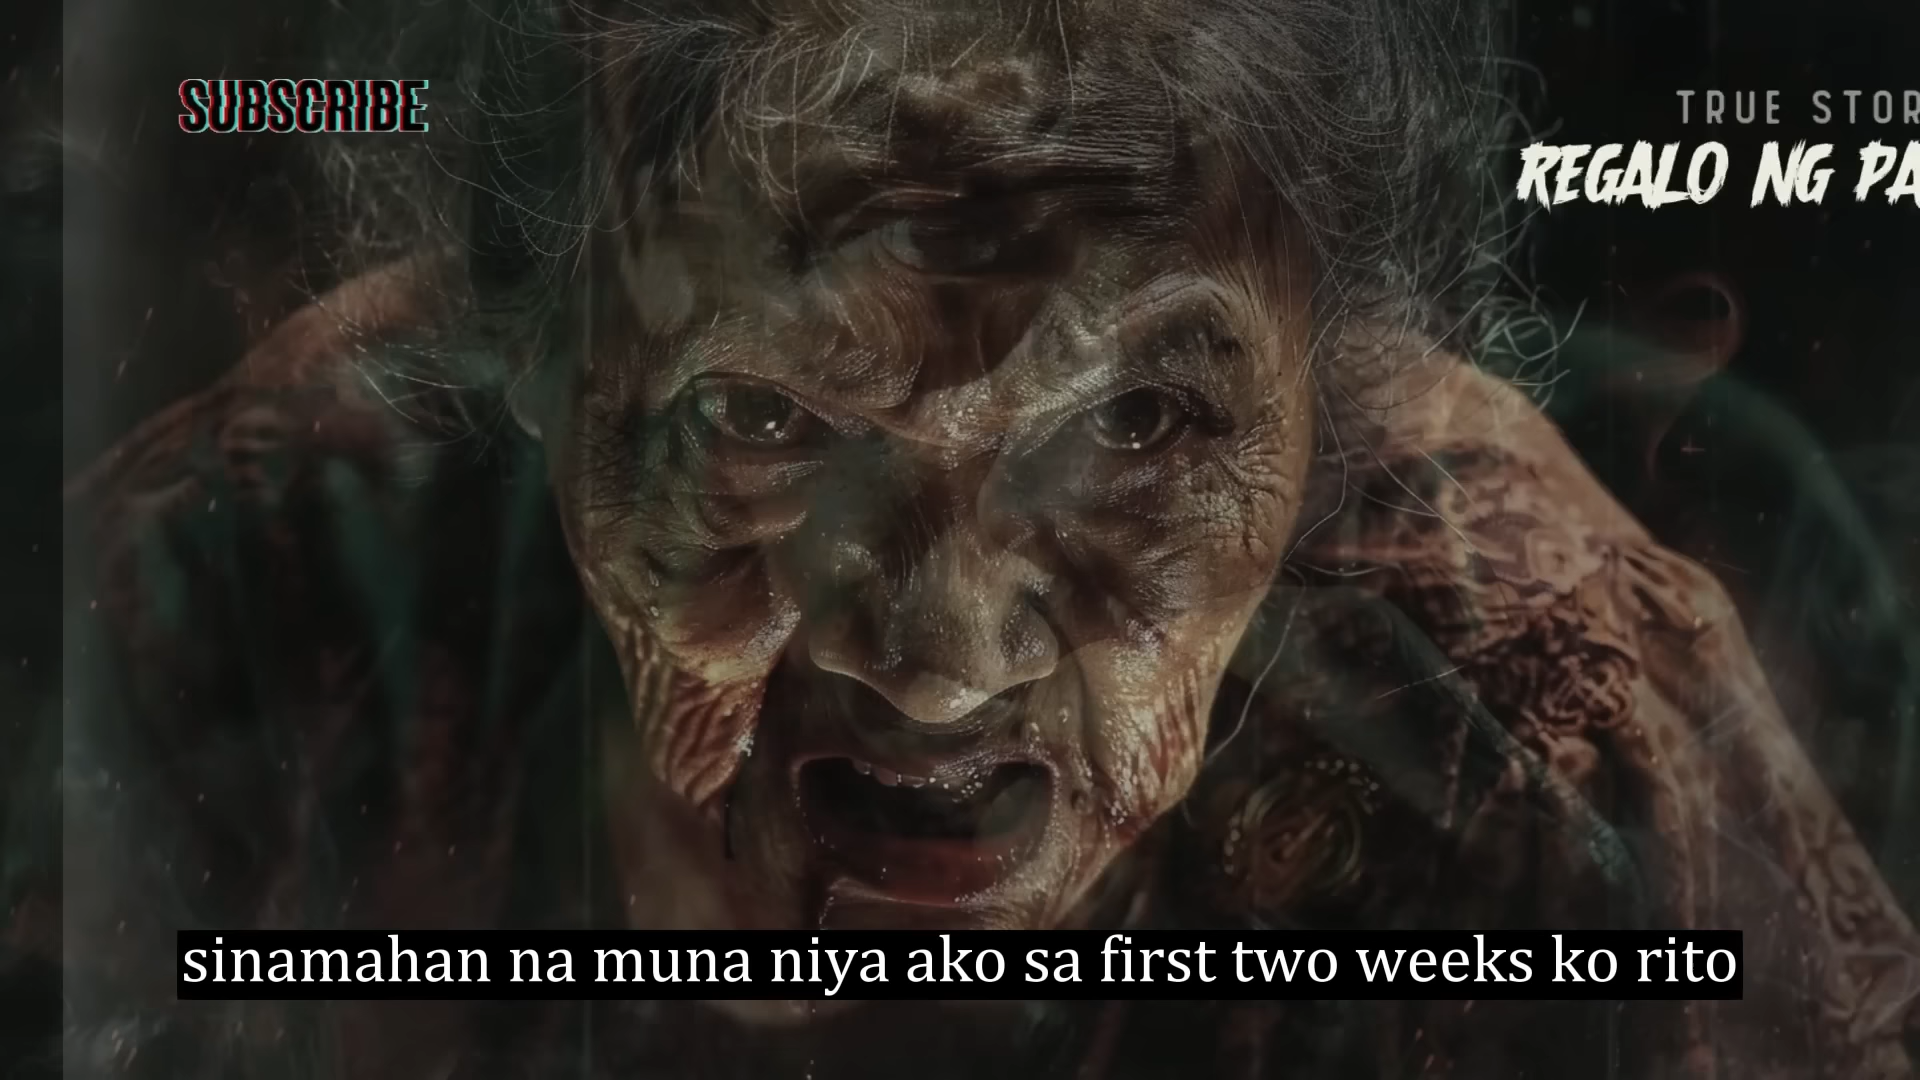 SUBSCRIBE
TRUE STOR
REGALO NG PA
sinamahan na muna niya ako sa first two weeks ko rito